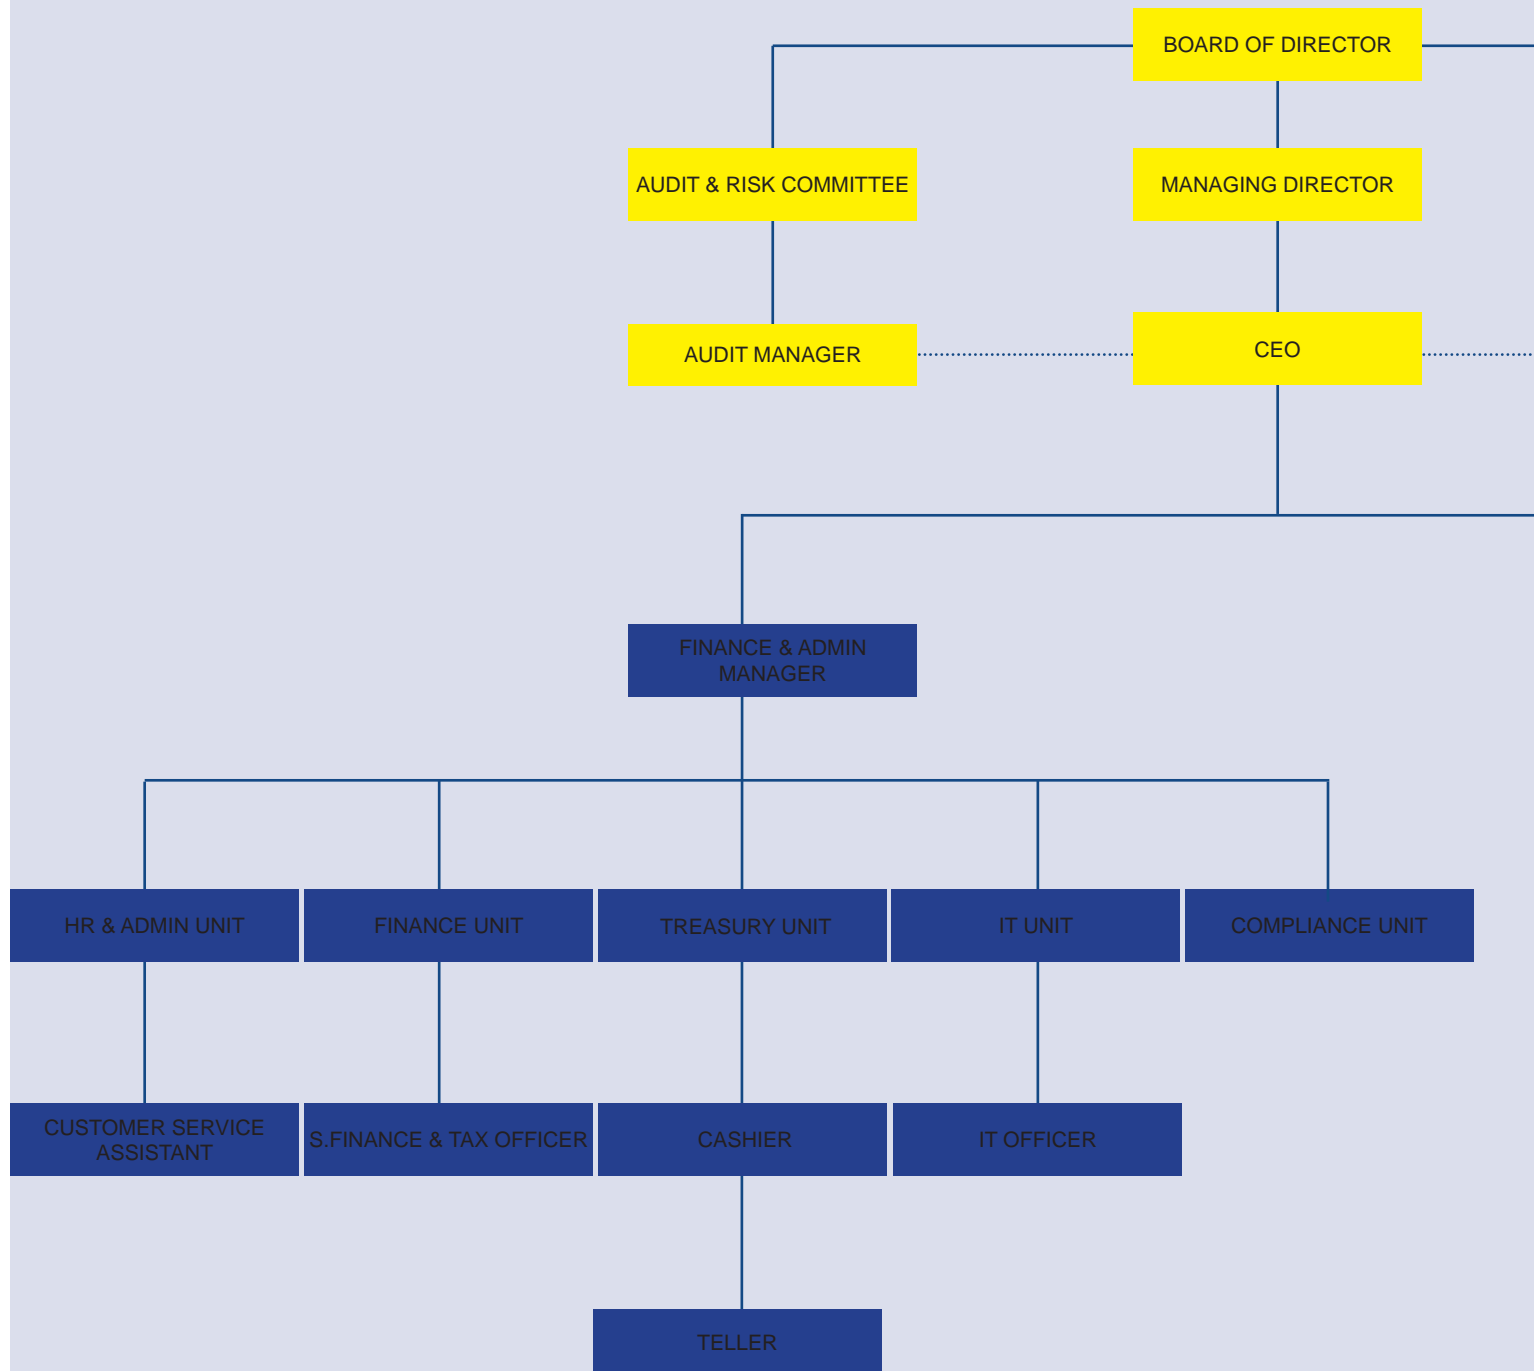 BOARD OF DIRECTOR
AUDIT & RISK COMMITTEE
MANAGING DIRECTOR
AUDIT MANAGER
CEO
FINANCE & ADMIN
MANAGER
HR & ADMIN UNIT
FINANCE UNIT
TREASURY UNIT
IT UNIT
COMPLIANCE UNIT
CUSTOMER SERVICE
ASSISTANT
S.FINANCE & TAX OFFICER
CASHIER
IT OFFICER
TELLER